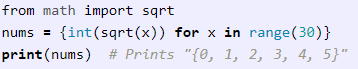 from math import sqrt
nums = {int(sqrt(x)) for x in range(30)}
print(nums)  # Prints "{0, 1, 2, 3, 4, 5}"